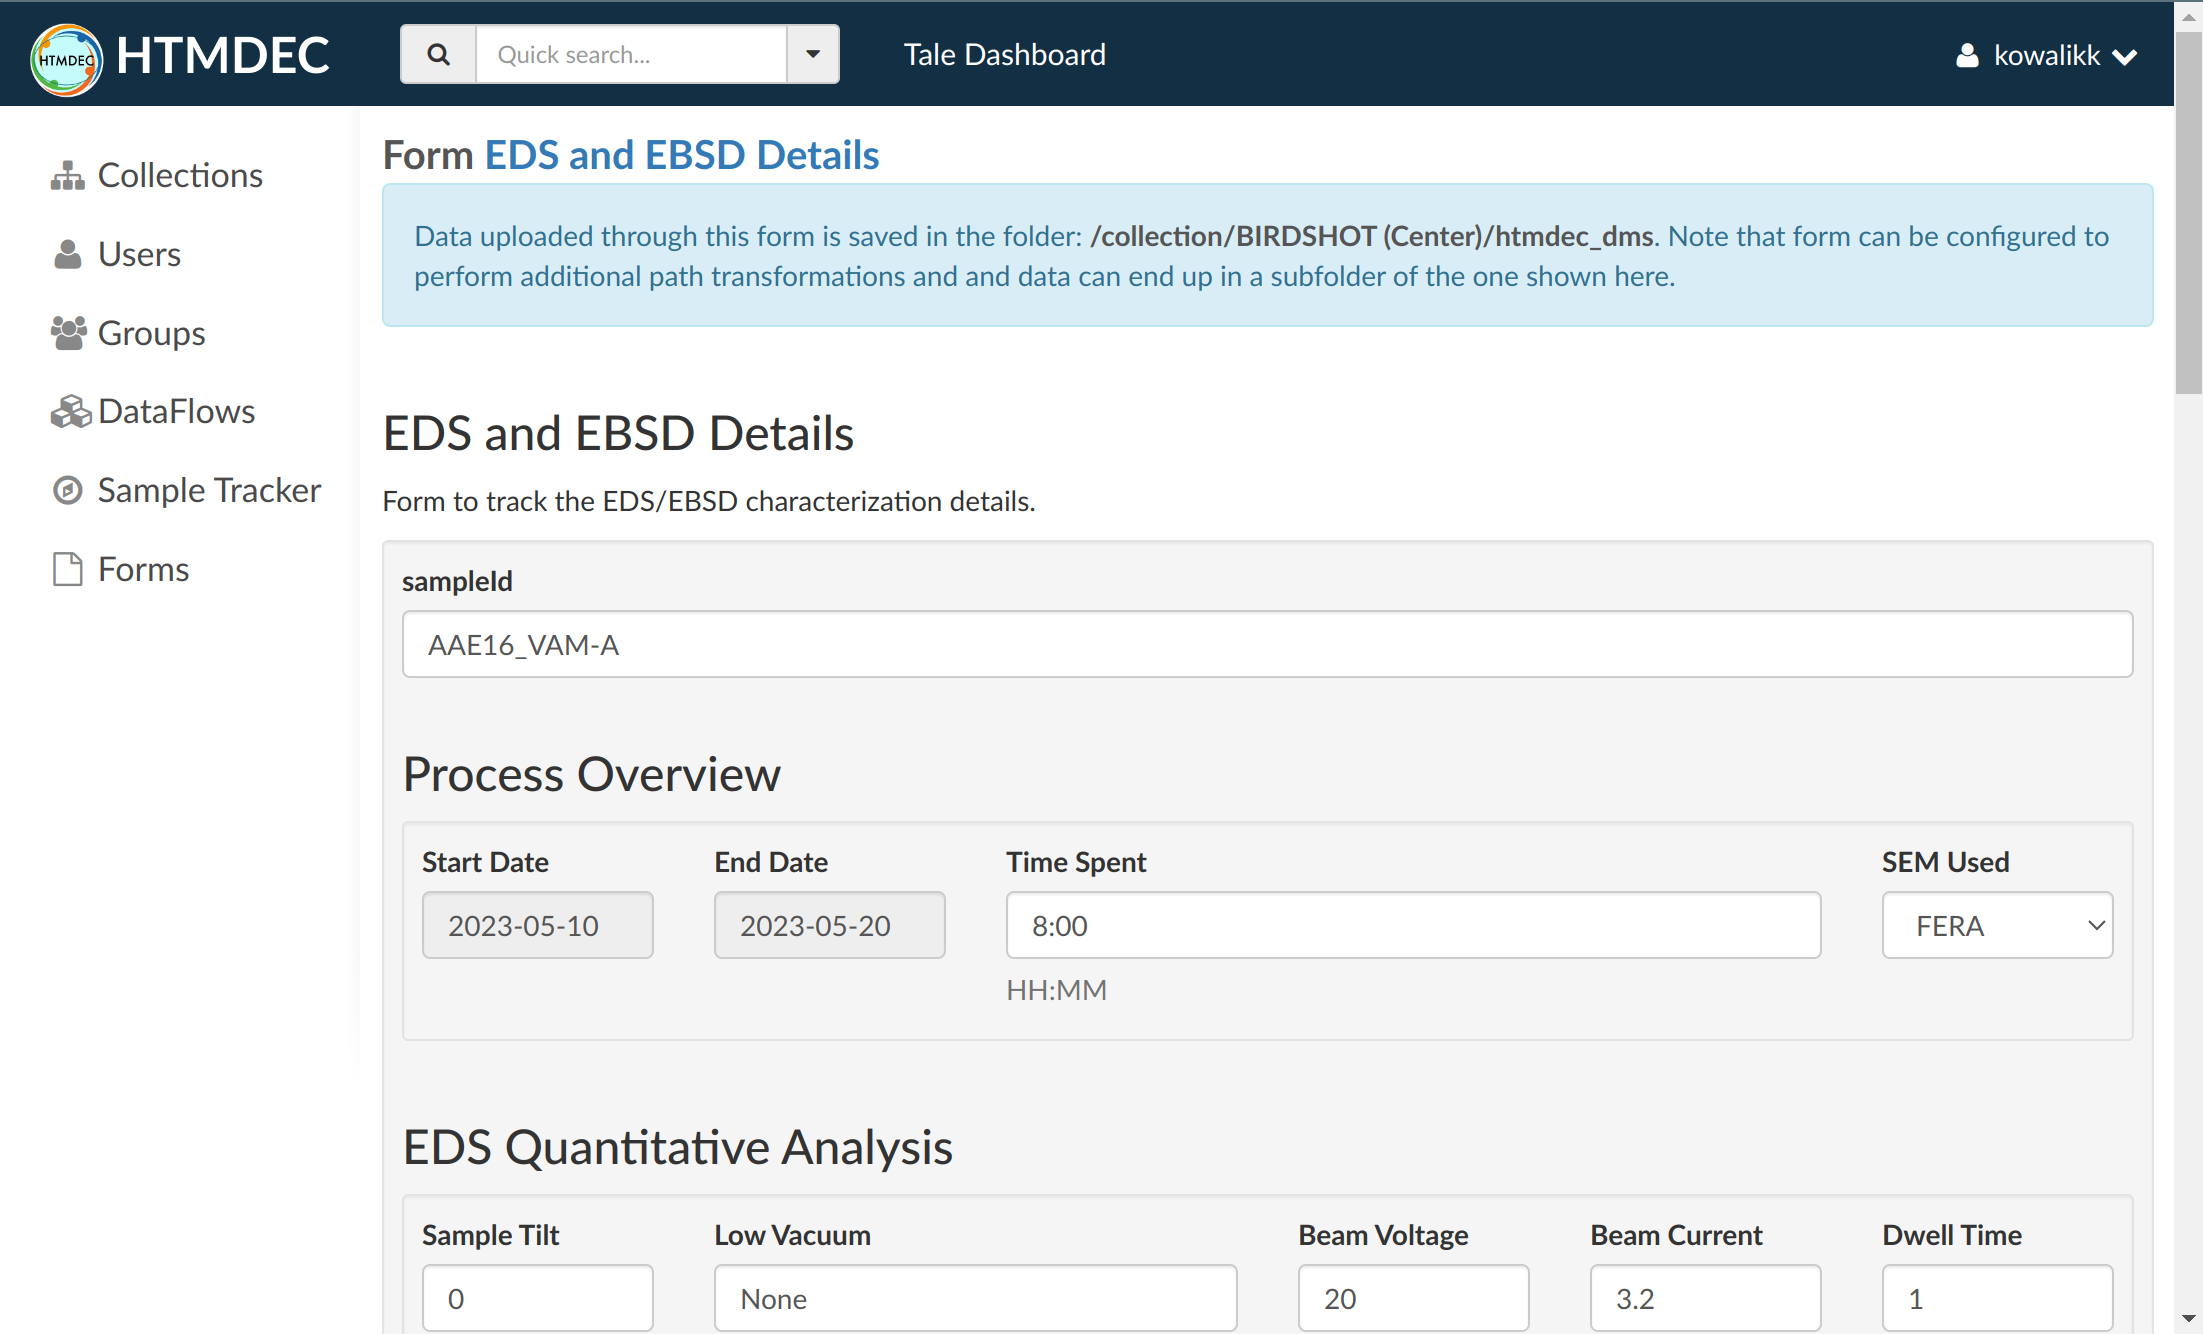 HTMDEC HTMDEC Quick search... Tale Dashboard kowalikk
Collections
Users
Groups
DataFlows
Sample Tracker
Forms
Form EDS and EBSD Details
Data uploaded through this form is saved in the folder: /collection/BIRDSHOT (Center)/htmdec_dms. Note that form can be configured to
perform additional path transformations and and data can end up in a subfolder of the one shown here.
EDS and EBSD Details
Form to track the EDS/EBSD characterization details.
sampleId
AAE16_VAM-A
Process Overview
Start Date End Date Time Spent SEM Used
2023-05-10 2023-05-20 8:00 FERA
HH:MM
EDS Quantitative Analysis
Sample Tilt Low Vacuum Beam Voltage Beam Current Dwell Time
0 None 20 3.2 1